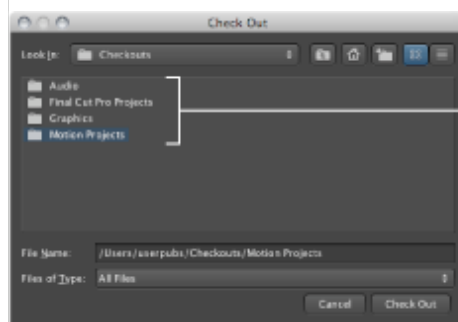 Check Out
Look In: Checkouts
Audio
Final Cut Pro Projects
Graphics
Motion Projects
File Name: /Users/userpubs/Checkouts/Motion Projects
Files of Type: All Files
Cancel Check Out